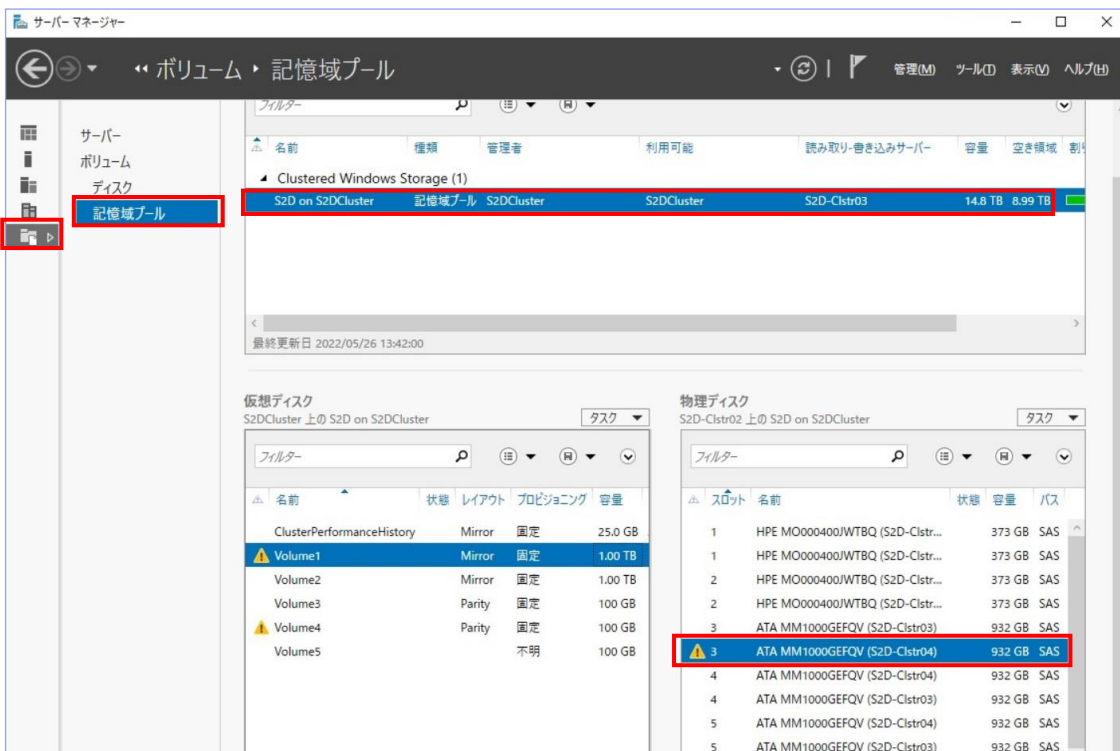 サーバー マネージャー
ボリューム 記憶域プール 管理(M) ツール(T) 表示(V) ヘルプ(H)
サーバー
ボリューム
ディスク
記憶域プール
フィルター
名前 種類 管理者 利用可能 読み取り-書き込みサーバー 容量 空き領域 割り
Clustered Windows Storage (1)
S2D on S2DCluster 記憶域プール S2DCluster S2DCluster S2D-Clstr03 14.8 TB 8.99 TB
最終更新日 2022/05/26 13:42:00
仮想ディスク
S2DCluster 上の S2D on S2DCluster タスク
フィルター
名前 状態 レイアウト プロビジョニング 容量
ClusterPerformanceHistory Mirror 固定 25.0 GB
Volume1 Mirror 固定 1.00 TB
Volume2 Mirror 固定 1.00 TB
Volume3 Parity 固定 100 GB
Volume4 Parity 固定 100 GB
Volume5 不明 100 GB
物理ディスク
S2D-Clstr02 上の S2D on S2DCluster タスク
フィルター
スロット 名前 状態 容量 バス
1 HPE MO000400JWTBQ (S2D-Clstr... 373 GB SAS
1 HPE MO000400JWTBQ (S2D-Clstr... 373 GB SAS
2 HPE MO000400JWTBQ (S2D-Clstr... 373 GB SAS
2 HPE MO000400JWTBQ (S2D-Clstr... 373 GB SAS
3 ATA MM1000GEFQV (S2D-Clstr03) 932 GB SAS
3 ATA MM1000GEFQV (S2D-Clstr04) 932 GB SAS
4 ATA MM1000GEFQV (S2D-Clstr04) 932 GB SAS
4 ATA MM1000GEFQV (S2D-Clstr03) 932 GB SAS
5 ATA MM1000GEFQV (S2D-Clstr04) 932 GB SAS
5 ATA MM1000GEFQV (S2D-Clstr03) 932 GB SAS